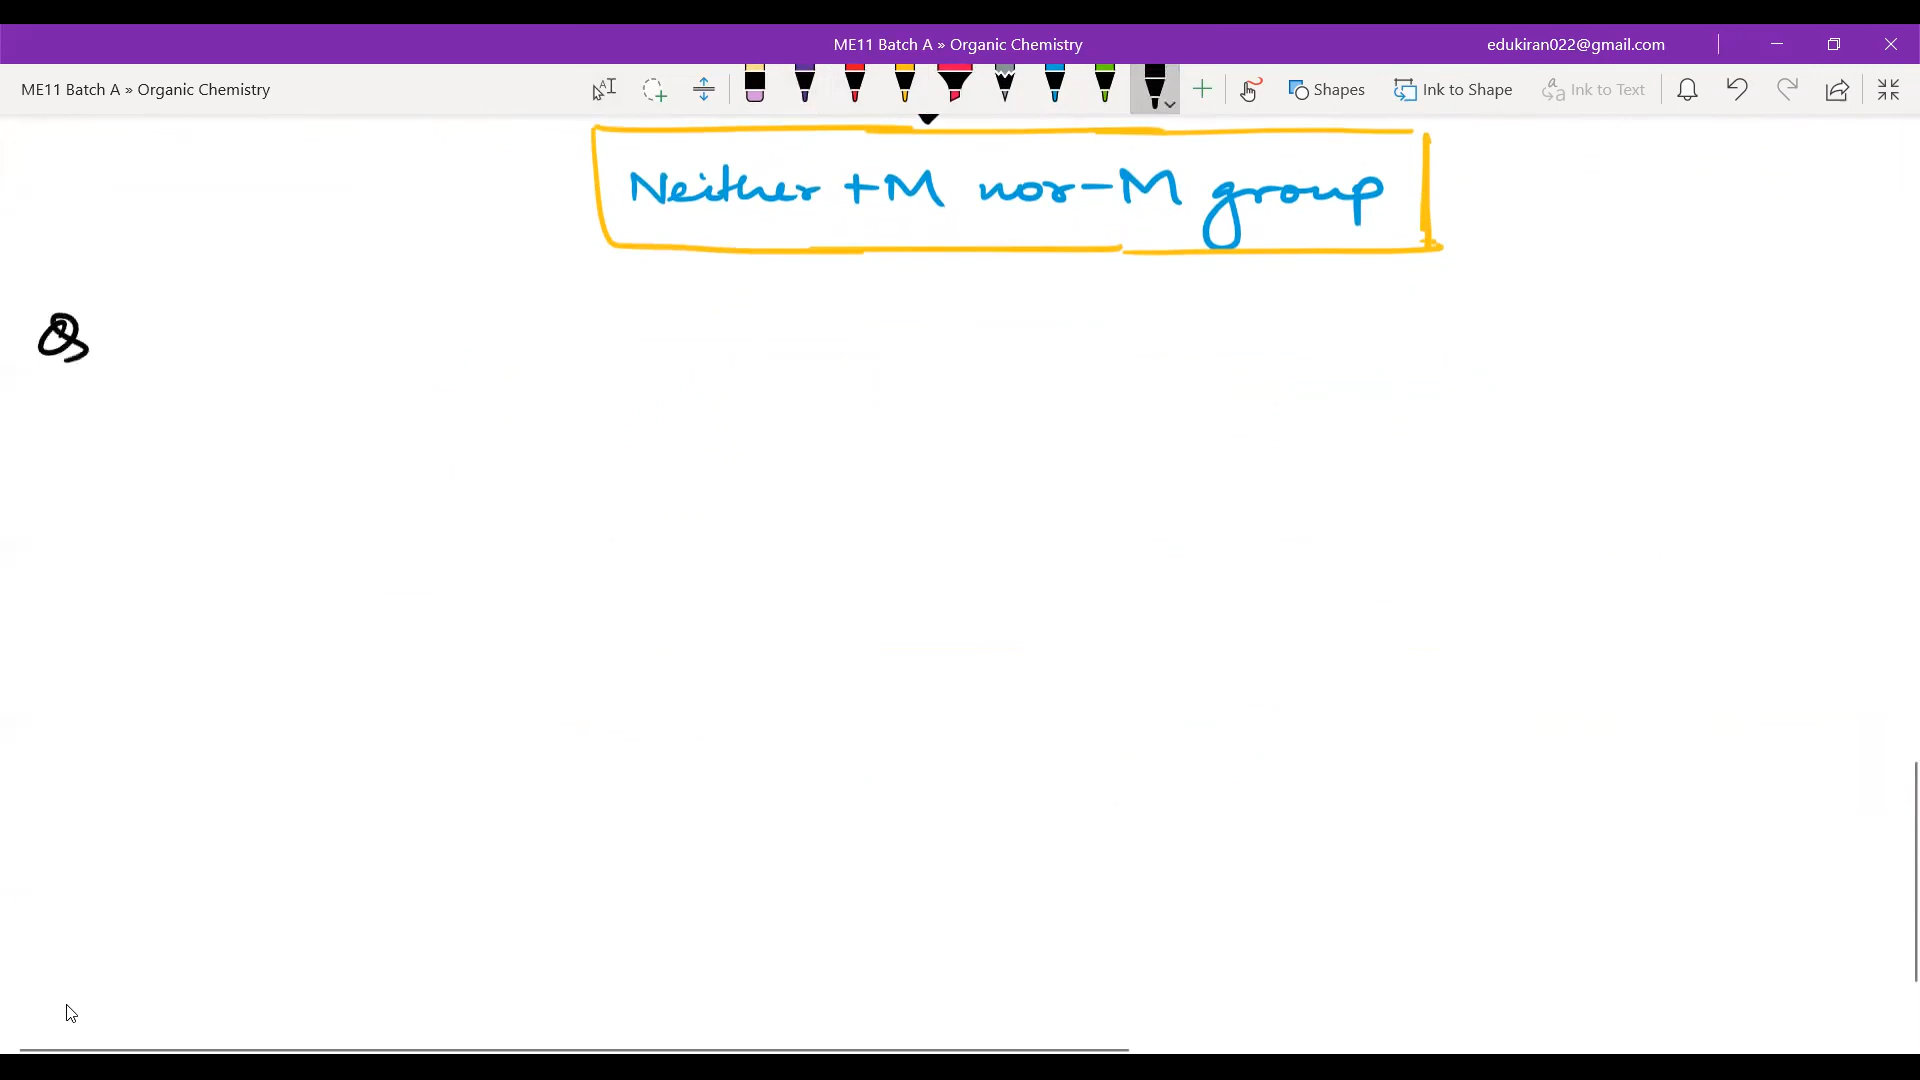 ME11 Batch A » Organic Chemistry
edukiran022@gmail.com
ME11 Batch A » Organic Chemistry
Shapes
Ink to Shape
Ink to Text
Neither +M nor -M group
Q